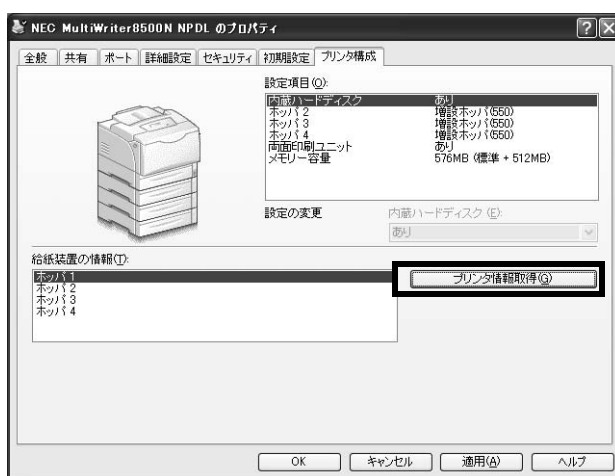 NEC MultiWriter8500N NPDL のプロパティ
全般 共有 ポート 詳細設定 セキュリティ 初期設定 プリンタ構成
設定項目(O):
内蔵ハードディスク あり
ホッパ 2 増設ホッパ(550)
ホッパ 3 増設ホッパ(550)
ホッパ 4 増設ホッパ(550)
両面印刷ユニット あり
メモリー容量 576MB (標準 + 512MB)
設定の変更 内蔵ハードディスク(E):
あり
給紙装置の情報(T):
ホッパ 1
ホッパ 2
ホッパ 3
ホッパ 4
プリンタ情報取得(G)
OK キャンセル 適用(A) ヘルプ